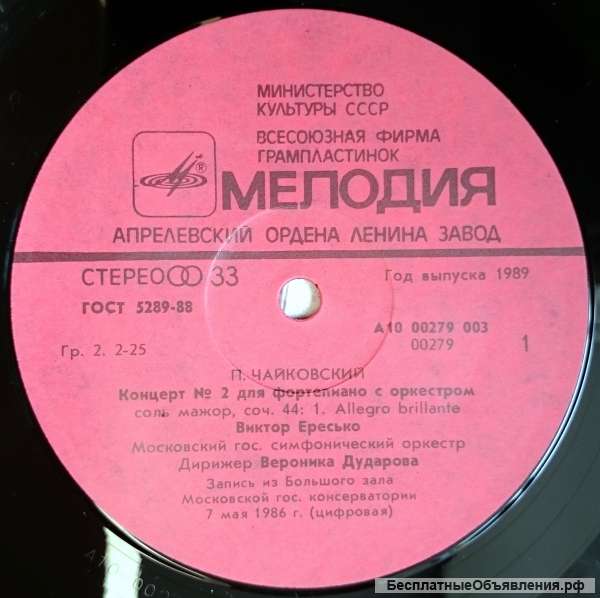 МИНИСТЕРСТВО
КУЛЬТУРЫ СССР
ВСЕСОЮЗНАЯ ФИРМА
ГРАМПЛАСТИНОК
®
МЕЛОДИЯ
АПРЕЛЕВСКИЙ ОРДЕНА ЛЕНИНА ЗАВОД
СТЕРЕО 33
Год выпуска 1989
ГОСТ 5289-88
А10 00279 003
Гр. 2. 2-25
00279
1
П. ЧАЙКОВСКИЙ
Концерт № 2 для фортепиано с оркестром
соль мажор, соч. 44: 1. Allegro brillante
Виктор Ересько
Московский гос. симфонический оркестр
Дирижер Вероника Дударова
Запись из Большого зала
Московской гос. консерватории
7 мая 1986 г. (цифровая)
БесплатныеОбъявления.рф